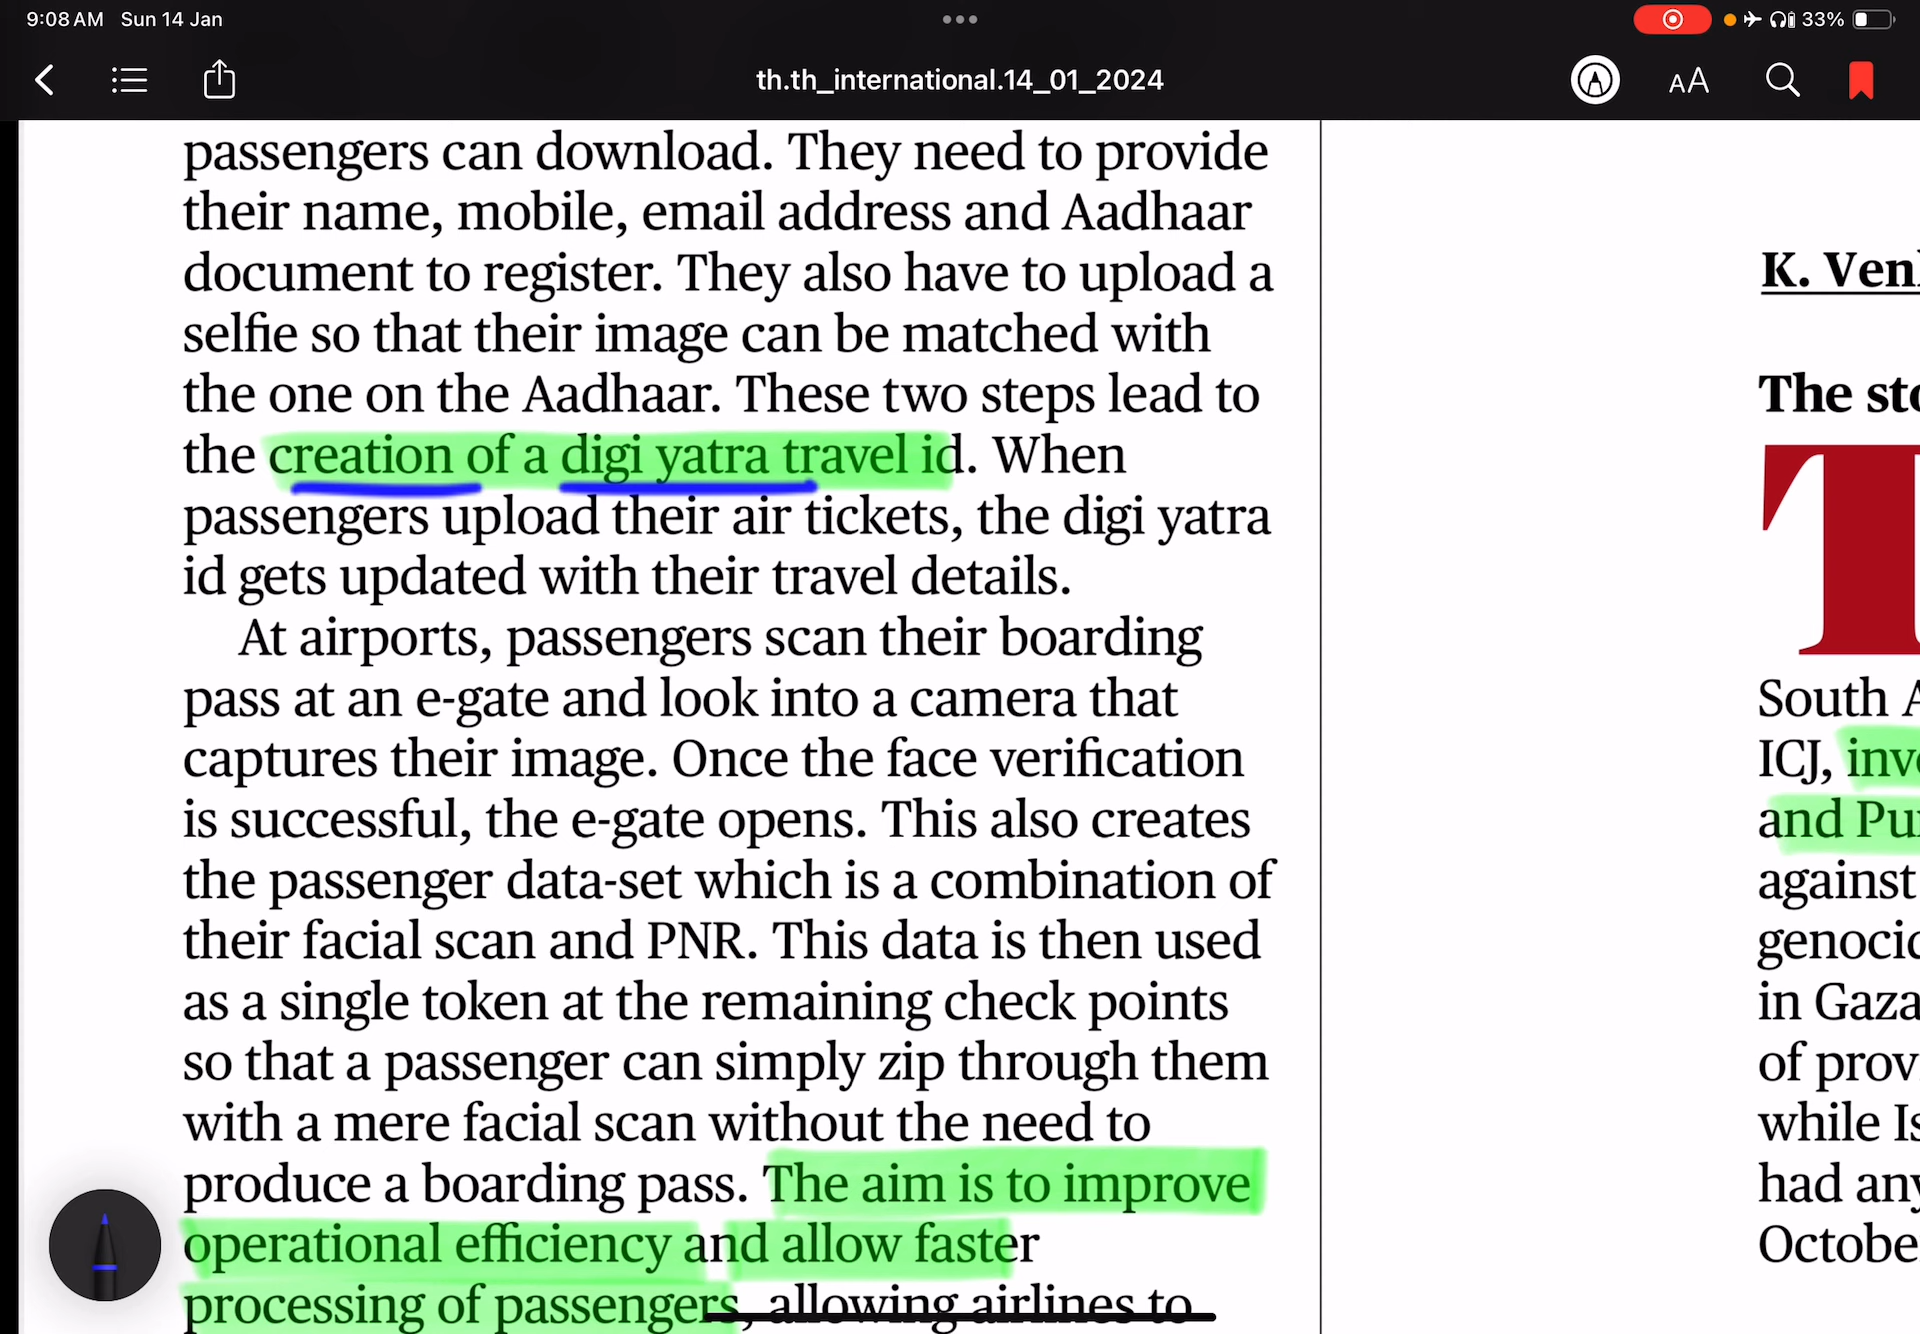 9:08 AM Sun 14 Jan
33%
th.th_international.14_01_2024
AA
passengers can download. They need to provide
their name, mobile, email address and Aadhaar
document to register. They also have to upload a
selfie so that their image can be matched with
the one on the Aadhaar. These two steps lead to
the creation of a digi yatra travel id. When
passengers upload their air tickets, the digi yatra
id gets updated with their travel details.
At airports, passengers scan their boarding
pass at an e-gate and look into a camera that
captures their image. Once the face verification
is successful, the e-gate opens. This also creates
the passenger data-set which is a combination of
their facial scan and PNR. This data is then used
as a single token at the remaining check points
so that a passenger can simply zip through them
with a mere facial scan without the need to
produce a boarding pass. The aim is to improve
operational efficiency and allow faster
processing of passengers, allowing airlines to
K.
The
T
South
ICJ,
and
against
in Gaza
of
while
had